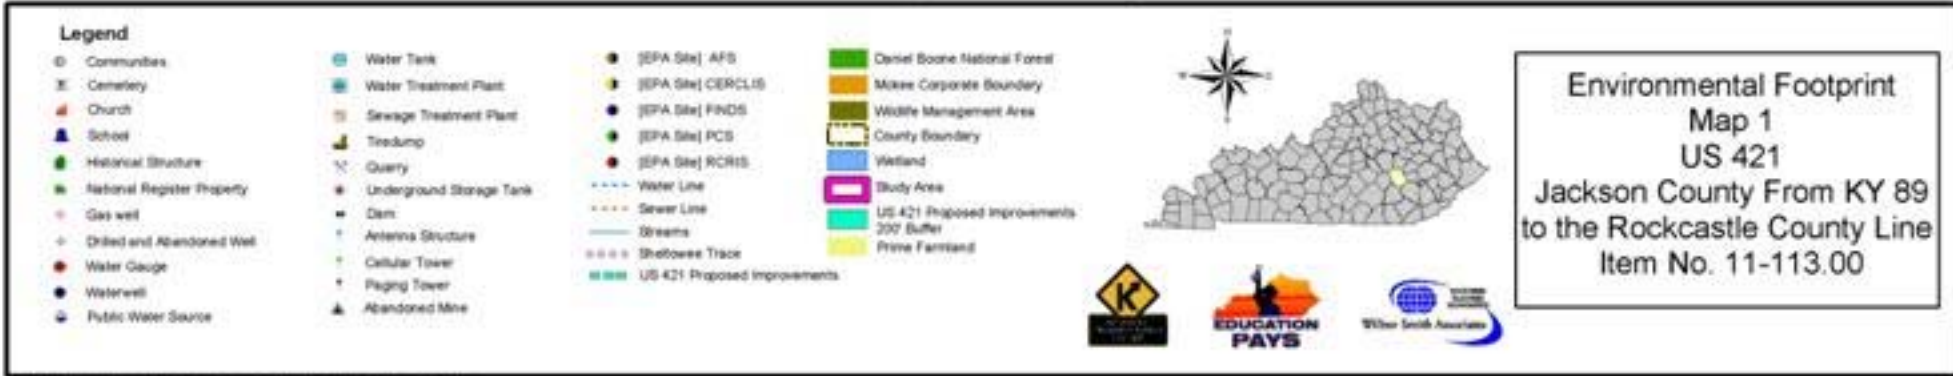 Legend
Communities
Cemetery
Church
School
Historical Structure
National Register Property
Gas well
Drilled and Abandoned Well
Water Gauge
Waterwell
Public Water Source
Water Tank
Water Treatment Plant
Sewage Treatment Plant
Tiredump
Quarry
Underground Storage Tank
Dam
Antenna Structure
Cellular Tower
Paging Tower
Abandoned Mine
[EPA Site] AFS
[EPA Site] CERCLIS
[EPA Site] FINDS
[EPA Site] PCS
[EPA Site] RCRIS
Water Line
Sewer Line
Streams
Sheltowee Trace
US 421 Proposed Improvements
Daniel Boone National Forest
Mckee Corporate Boundary
Wildlife Management Area
County Boundary
Wetland
Study Area
US 421 Proposed Improvements
200' Buffer
Prime Farmland
N
W
E
S
K
EDUCATION
PAYS
Wilbur Smith Associates
Environmental Footprint
Map 1
US 421
Jackson County From KY 89
to the Rockcastle County Line
Item No. 11-113.00